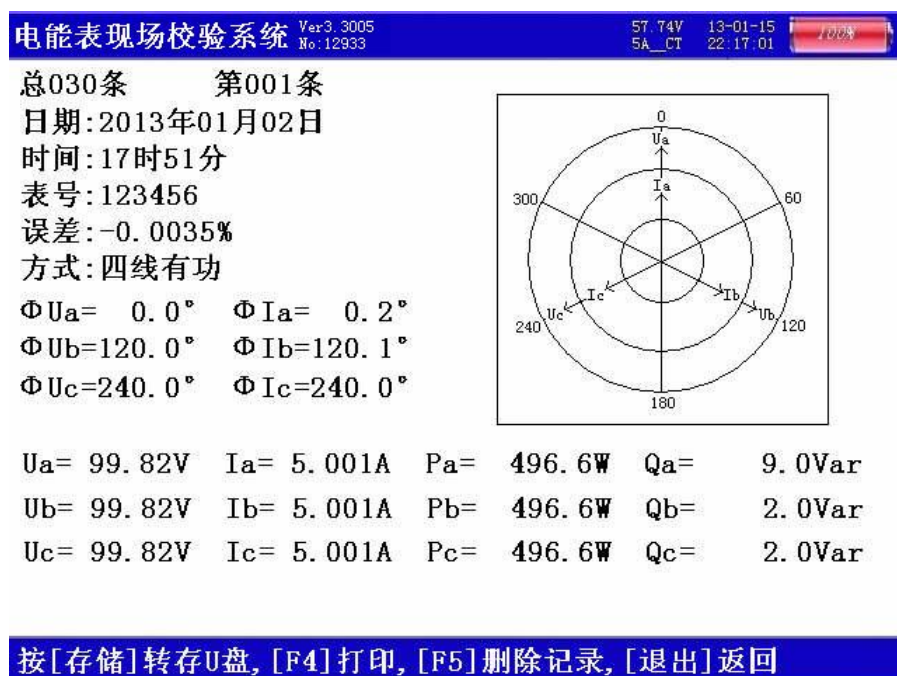 电能表现场校验系统 Ver3.3005 No:12933 57.74V 5A__CT 13-01-15 22:17:01 100%
总030条 第001条
日期:2013年01月02日
时间:17时51分
表号:123456
误差:-0.0035%
方式:四线有功
ΦUa= 0.0° ΦIa= 0.2°
ΦUb=120.0° ΦIb=120.1°
ΦUc=240.0° ΦIc=240.0°
0
Ua
Ia
300
60
Ic
Ib
Uc
Ub
240
120
180
Ua= 99.82V Ia= 5.001A Pa= 496.6W Qa= 9.0Var
Ub= 99.82V Ib= 5.001A Pb= 496.6W Qb= 2.0Var
Uc= 99.82V Ic= 5.001A Pc= 496.6W Qc= 2.0Var
按[存储]转存U盘,[F4]打印,[F5]删除记录,[退出]返回